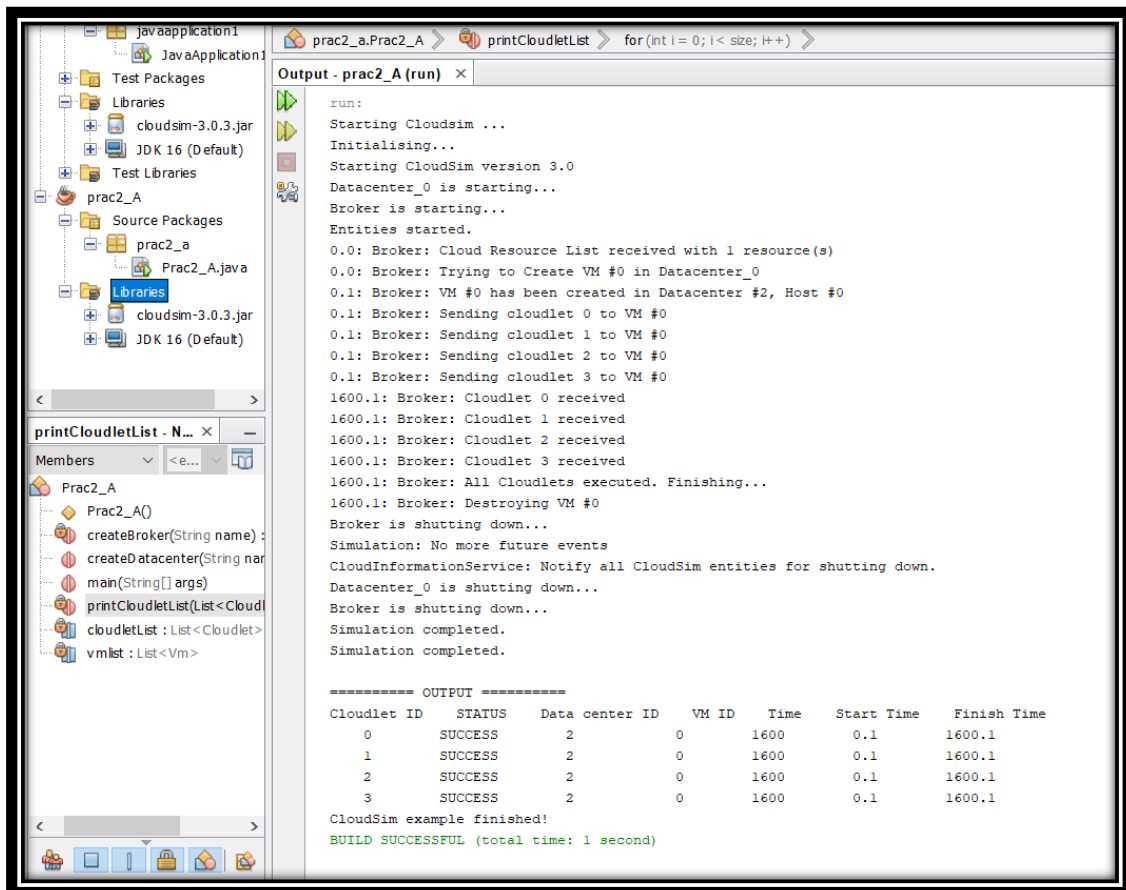 javaapplication1
JavaApplication1
Test Packages
Libraries
cloudsim-3.0.3.jar
JDK 16 (Default)
Test Libraries
prac2_A
Source Packages
prac2_a
Prac2_A.java
Libraries
cloudsim-3.0.3.jar
JDK 16 (Default)
printCloudletList - N... ×
Members <e...
Prac2_A
Prac2_A()
createBroker(String name) :
createDatacenter(String nar
main(String[] args)
printCloudletList(List<Cloudl
cloudletList : List<Cloudlet>
vmlist : List<Vm>
prac2_a.Prac2_A printCloudletList for (int i = 0; i < size; i++)
Output - prac2_A (run) ×
run:
Starting Cloudsim ...
Initialising...
Starting CloudSim version 3.0
Datacenter_0 is starting...
Broker is starting...
Entities started.
0.0: Broker: Cloud Resource List received with 1 resource(s)
0.0: Broker: Trying to Create VM #0 in Datacenter_0
0.1: Broker: VM #0 has been created in Datacenter #2, Host #0
0.1: Broker: Sending cloudlet 0 to VM #0
0.1: Broker: Sending cloudlet 1 to VM #0
0.1: Broker: Sending cloudlet 2 to VM #0
0.1: Broker: Sending cloudlet 3 to VM #0
1600.1: Broker: Cloudlet 0 received
1600.1: Broker: Cloudlet 1 received
1600.1: Broker: Cloudlet 2 received
1600.1: Broker: Cloudlet 3 received
1600.1: Broker: All Cloudlets executed. Finishing...
1600.1: Broker: Destroying VM #0
Broker is shutting down...
Simulation: No more future events
CloudInformationService: Notify all CloudSim entities for shutting down.
Datacenter_0 is shutting down...
Broker is shutting down...
Simulation completed.
Simulation completed.
========== OUTPUT ==========
Cloudlet ID STATUS Data center ID VM ID Time Start Time Finish Time
0 SUCCESS 2 0 1600 0.1 1600.1
1 SUCCESS 2 0 1600 0.1 1600.1
2 SUCCESS 2 0 1600 0.1 1600.1
3 SUCCESS 2 0 1600 0.1 1600.1
CloudSim example finished!
BUILD SUCCESSFUL (total time: 1 second)